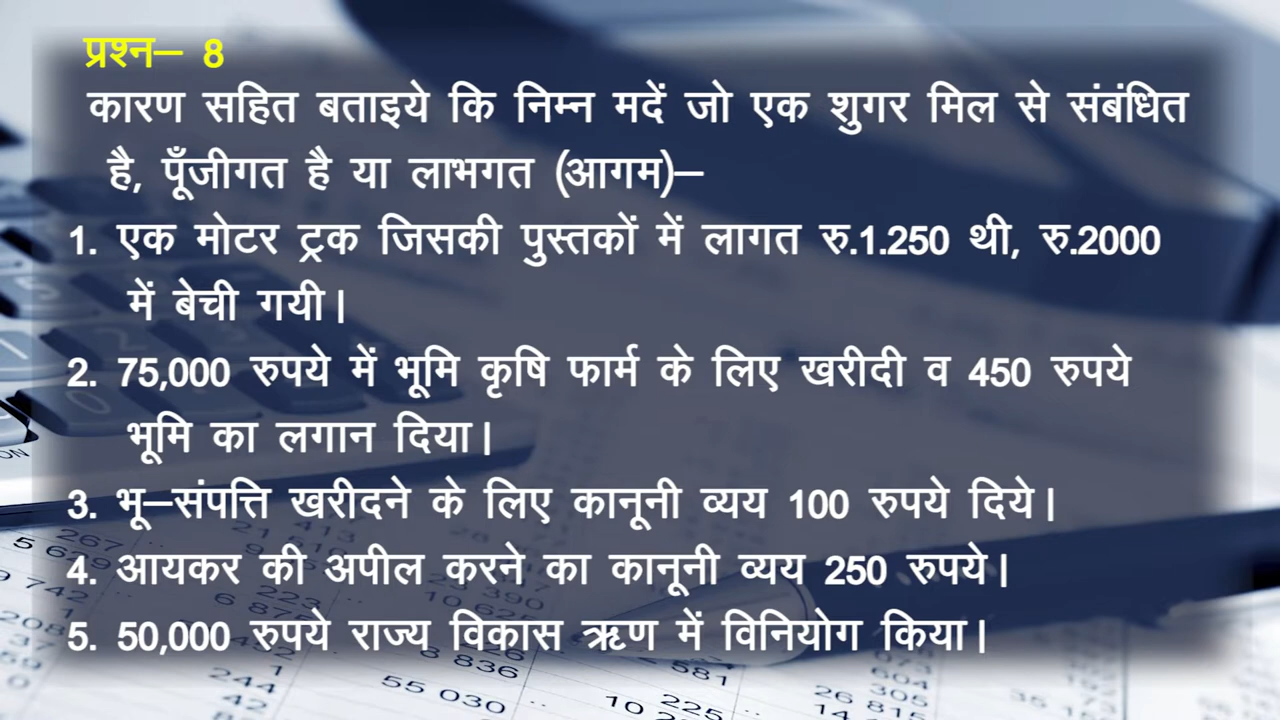 प्रश्न– 8
कारण सहित बताइये कि निम्न मदें जो एक शुगर मिल से संबंधित
है, पूँजीगत है या लाभगत (आगम)–
1. एक मोटर ट्रक जिसकी पुस्तकों में लागत रु.1.250 थी, रु.2000
में बेची गयी।
2. 75,000 रुपये में भूमि कृषि फार्म के लिए खरीदी व 450 रुपये
भूमि का लगान दिया।
3. भू–संपत्ति खरीदने के लिए कानूनी व्यय 100 रुपये दिये।
4. आयकर की अपील करने का कानूनी व्यय 250 रुपये।
5. 50,000 रुपये राज्य विकास ऋण में विनियोग किया।